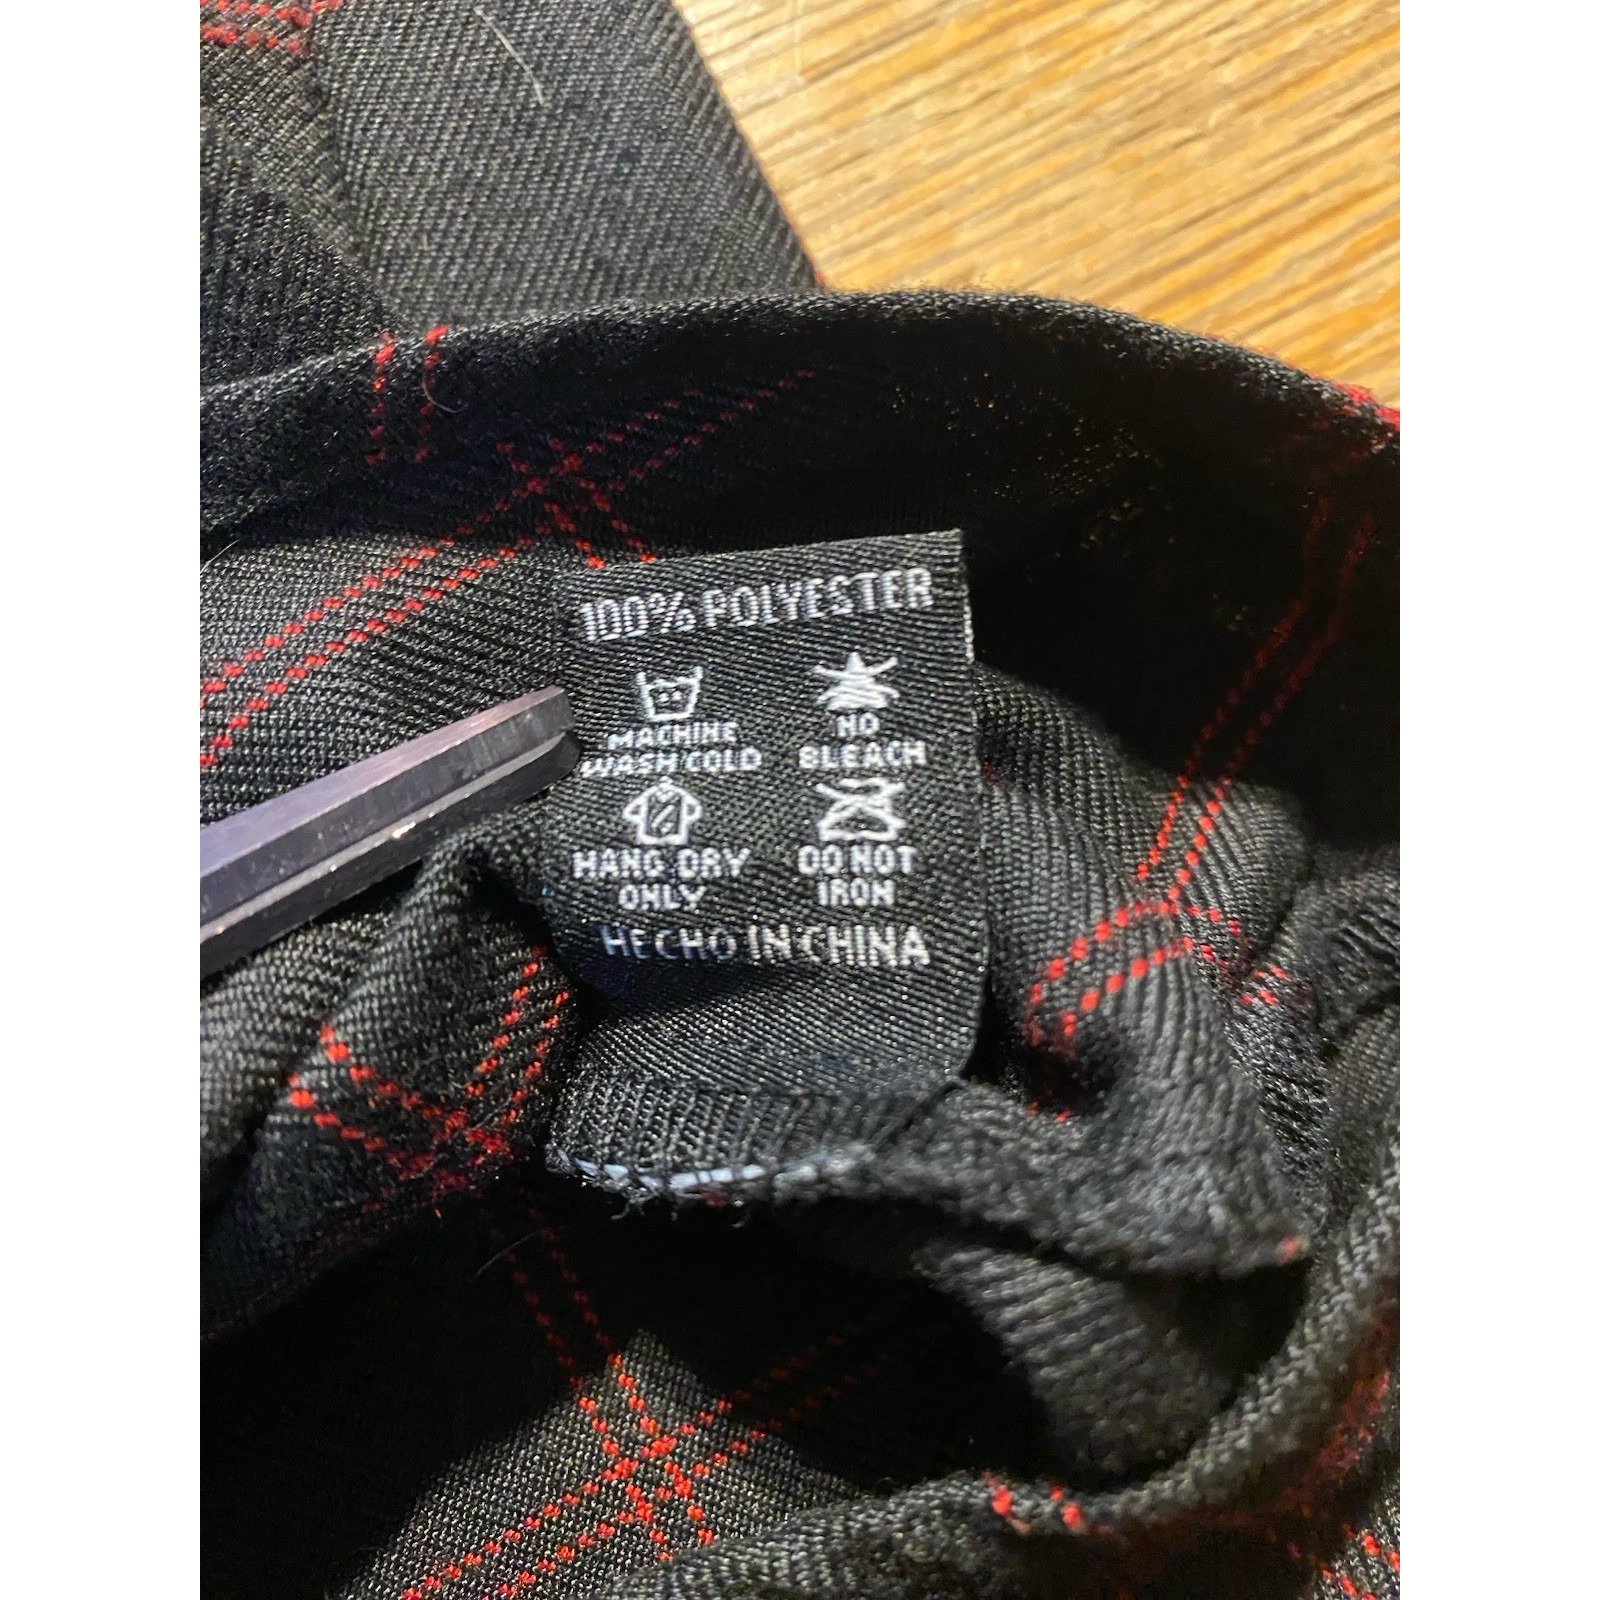 100% POLYESTER
MACHINE
WASH COLD
NO
BLEACH
HANG DRY
ONLY
DO NOT
IRON
HECHO IN CHINA